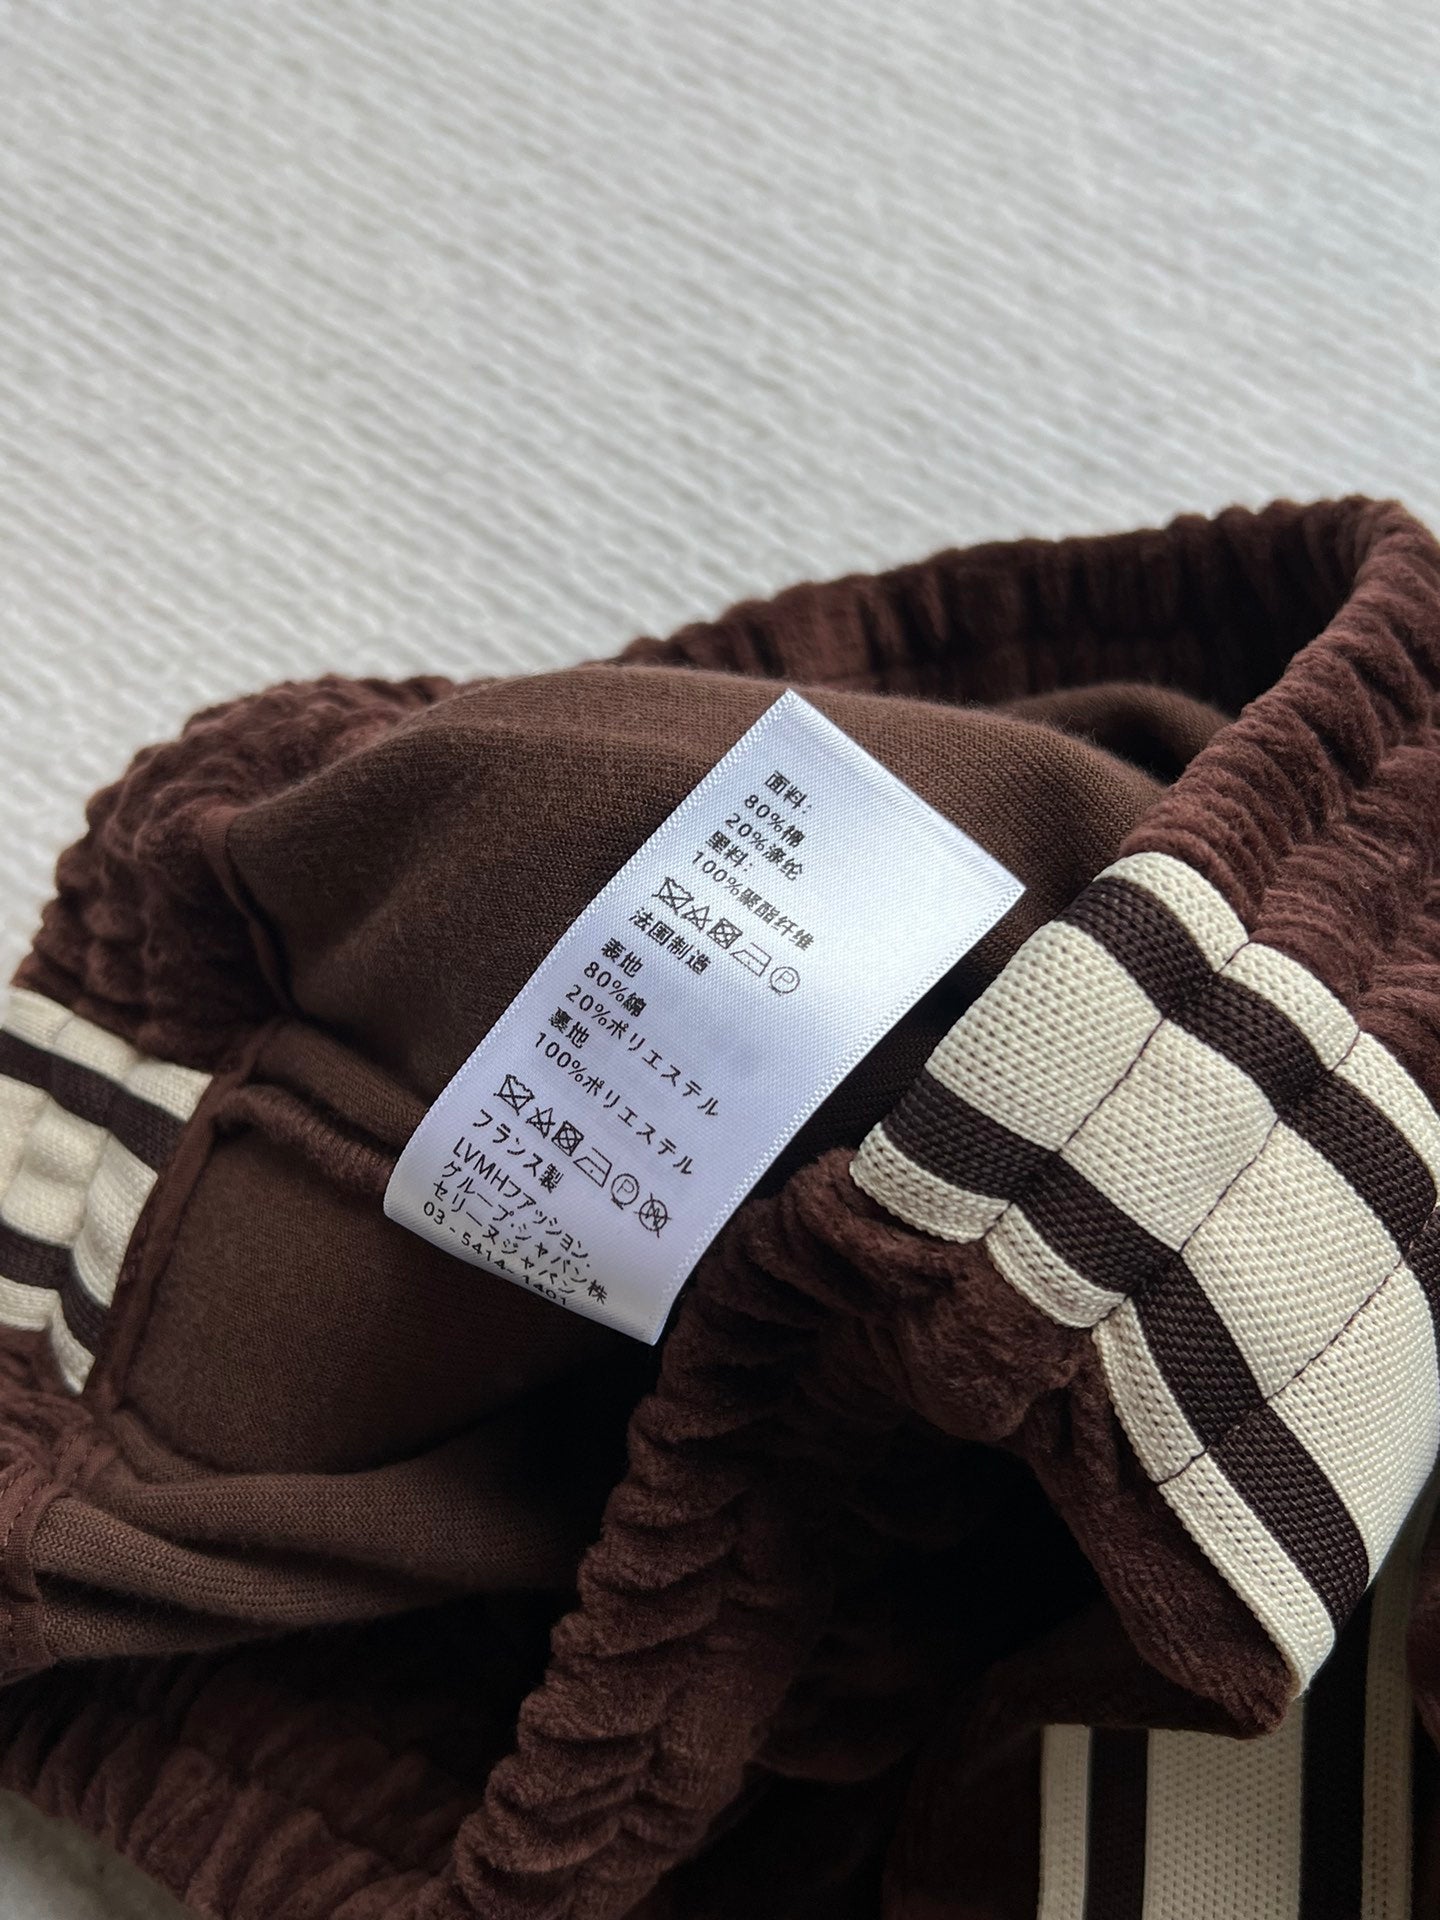 面料:
80%棉
20%涤纶
里料:
100%聚酯纤维
法国制造
表地
80%綿
20%ポリエステル
裏地
100%ポリエステル
フランス製
LVMHファッション.
グループ・ジャパン株
セリーヌジャパン
03-5414-1401